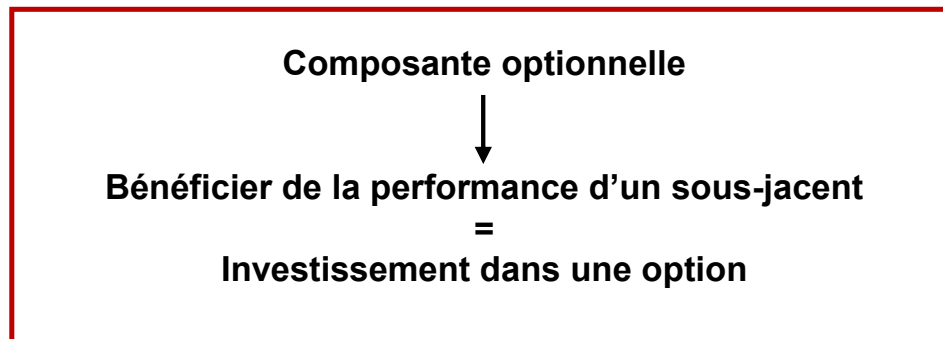 Composante optionnelle
Bénéficier de la performance d’un sous-jacent
=
Investissement dans une option